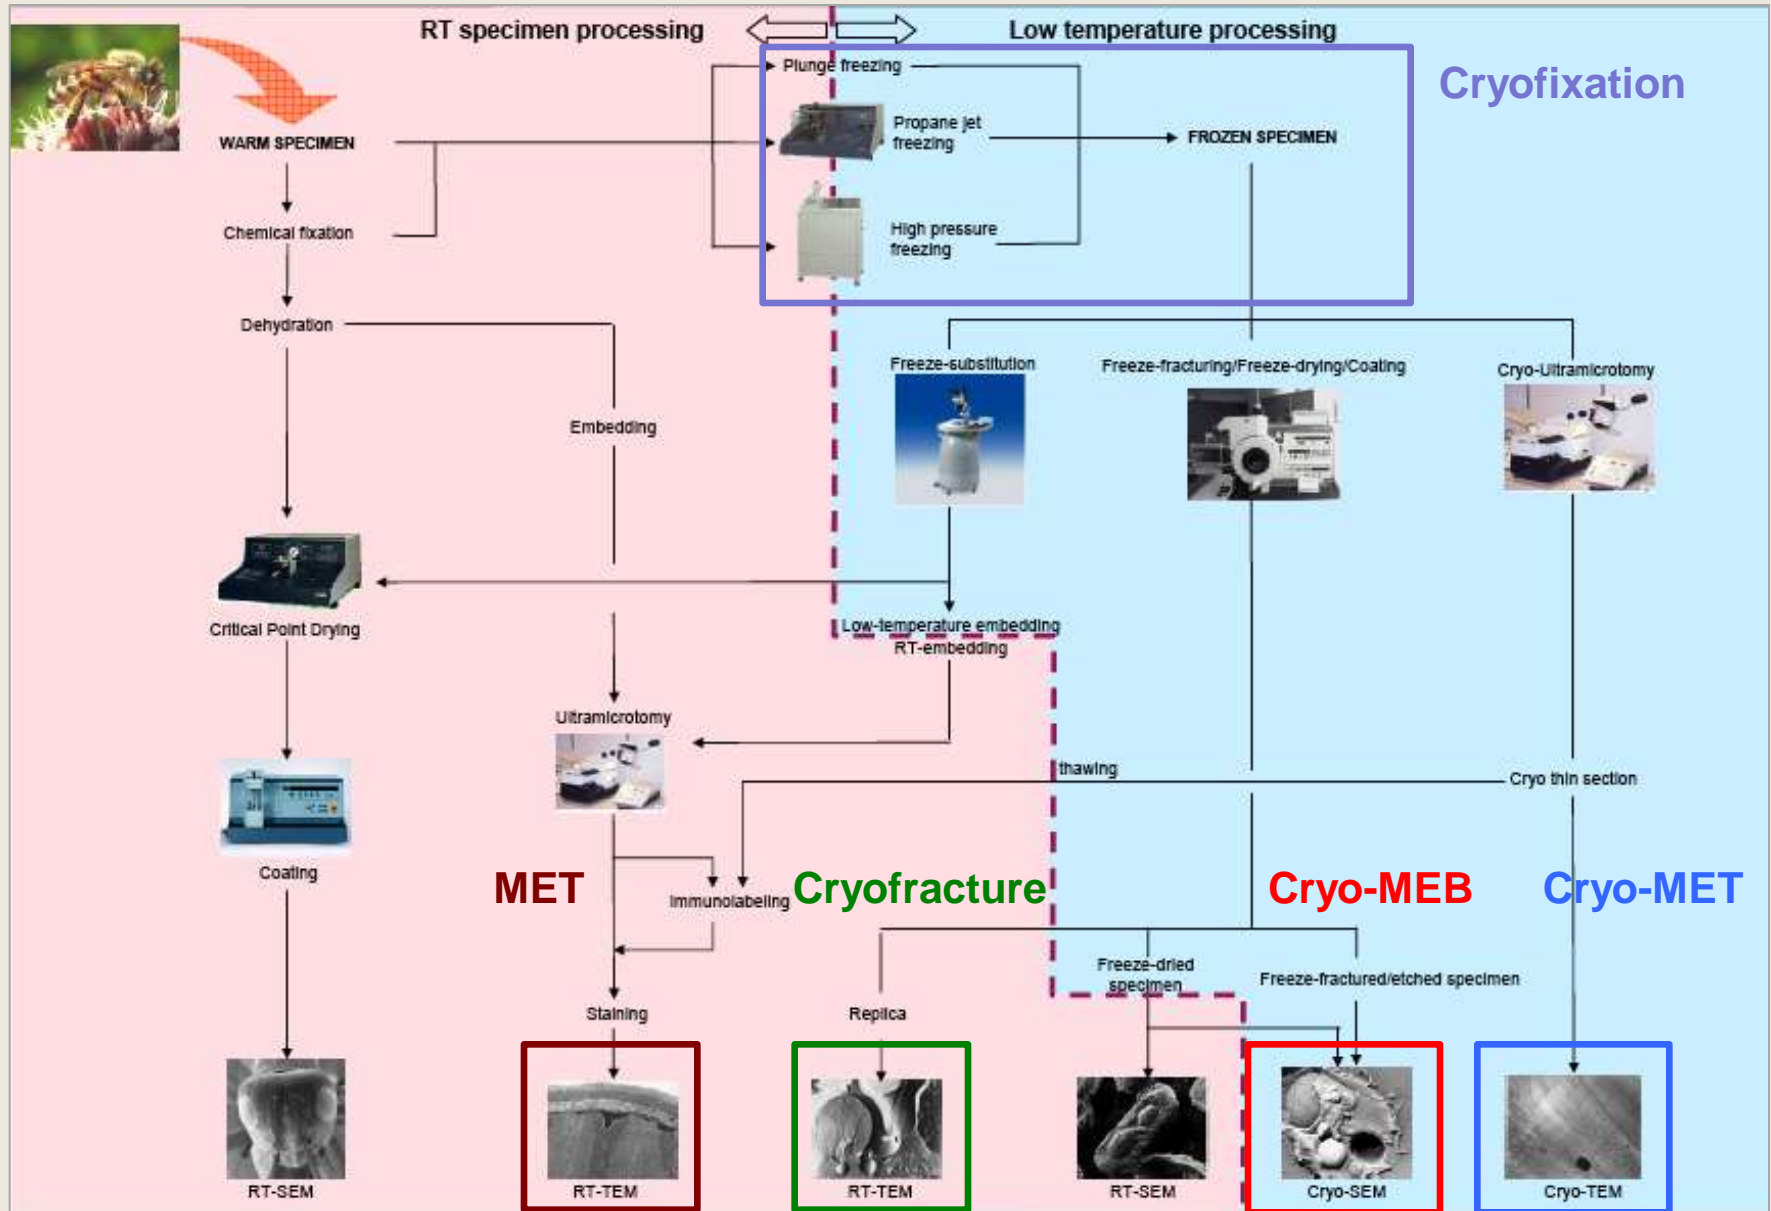 RT specimen processing
Low temperature processing
Plunge freezing
Cryofixation
Propane jet
freezing
WARM SPECIMEN
FROZEN SPECIMEN
Chemical fixation
High pressure
freezing
Dehydration
Freeze-substitution
Freeze-fracturing/Freeze-drying/Coating
Cryo-Ultramicrotomy
Embedding
Critical Point Drying
Low-temperature embedding
RT-embedding
Ultramicrotomy
thawing
Cryo thin section
Coating
MET
Immunolabeling
Cryofracture
Cryo-MEB
Cryo-MET
Freeze-dried
specimen
Freeze-fractured/etched specimen
Staining
Replica
RT-SEM
RT-TEM
RT-TEM
RT-SEM
Cryo-SEM
Cryo-TEM